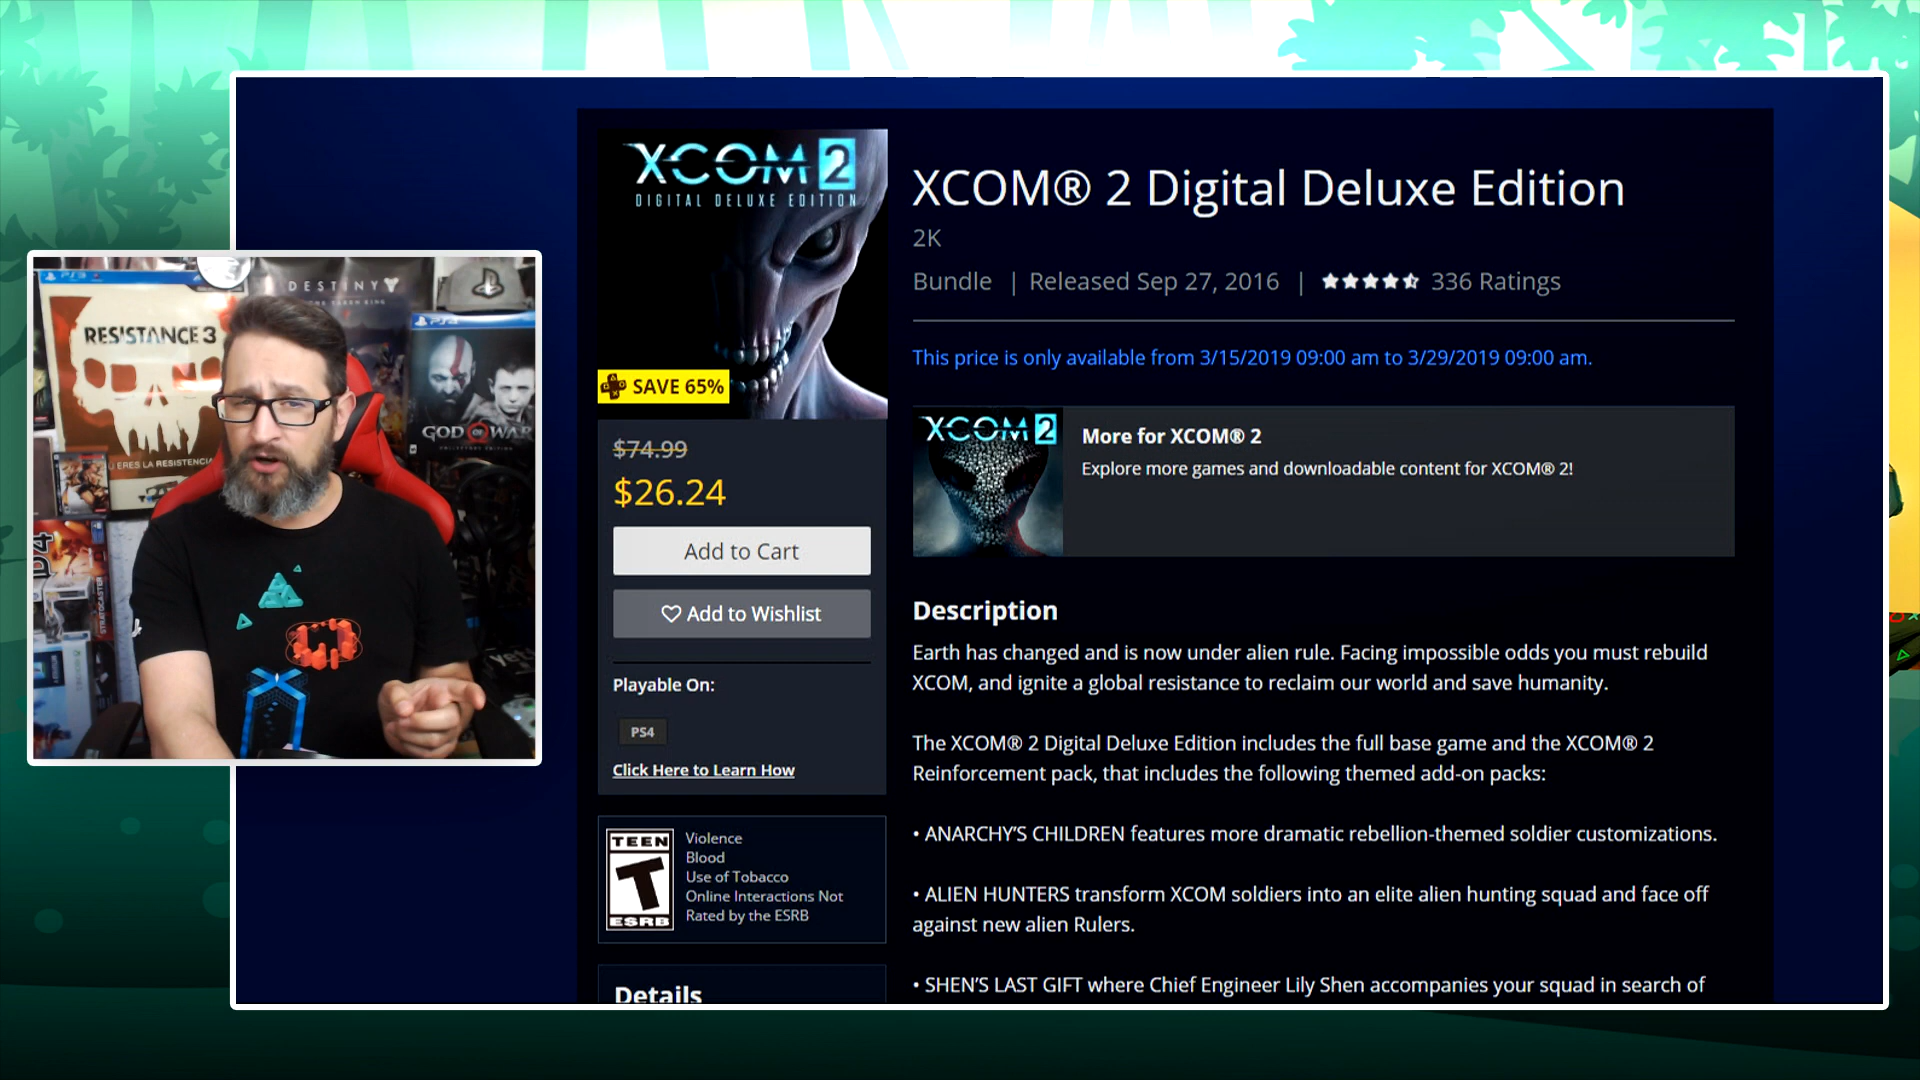 XCOM 2
DIGITAL DELUXE EDITION
SAVE 65%
$74.99
$26.24
Add to Cart
Add to Wishlist
Playable On:
PS4
Click Here to Learn How
TEEN
T
ESRB
Violence
Blood
Use of Tobacco
Online Interactions Not
Rated by the ESRB
Details
XCOM® 2 Digital Deluxe Edition
2K
Bundle | Released Sep 27, 2016 | 336 Ratings
This price is only available from 3/15/2019 09:00 am to 3/29/2019 09:00 am.
XCOM 2
More for XCOM® 2
Explore more games and downloadable content for XCOM® 2!
Description
Earth has changed and is now under alien rule. Facing impossible odds you must rebuild
XCOM, and ignite a global resistance to reclaim our world and save humanity.
The XCOM® 2 Digital Deluxe Edition includes the full base game and the XCOM® 2
Reinforcement pack, that includes the following themed add-on packs:
• ANARCHY'S CHILDREN features more dramatic rebellion-themed soldier customizations.
• ALIEN HUNTERS transform XCOM soldiers into an elite alien hunting squad and face off
against new alien Rulers.
• SHEN'S LAST GIFT where Chief Engineer Lily Shen accompanies your squad in search of
PS3
RESISTANCE 3
ERES LA RESISTENCIA
DESTINY
THE TAKEN KING
PS4
GOD OF WAR
STRATOCASTER